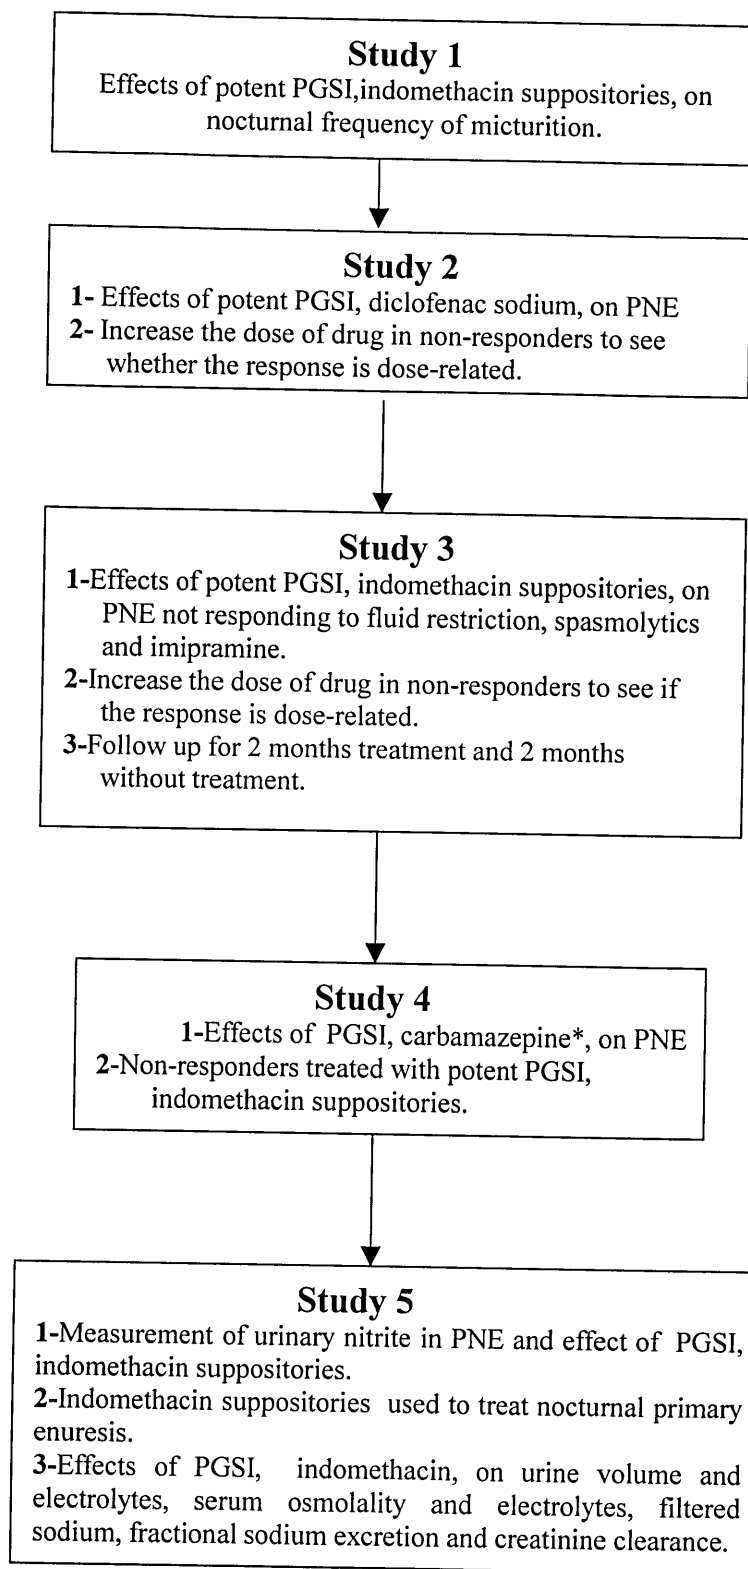 Study 1
Effects of potent PGSI,indomethacin suppositories, on
nocturnal frequency of micturition.
Study 2
1- Effects of potent PGSI, diclofenac sodium, on PNE
2- Increase the dose of drug in non-responders to see
whether the response is dose-related.
Study 3
1-Effects of potent PGSI, indomethacin suppositories, on
PNE not responding to fluid restriction, spasmolytics
and imipramine.
2-Increase the dose of drug in non-responders to see if
the response is dose-related.
3-Follow up for 2 months treatment and 2 months
without treatment.
Study 4
1-Effects of PGSI, carbamazepine*, on PNE
2-Non-responders treated with potent PGSI,
indomethacin suppositories.
Study 5
1-Measurement of urinary nitrite in PNE and effect of PGSI,
indomethacin suppositories.
2-Indomethacin suppositories used to treat nocturnal primary
enuresis.
3-Effects of PGSI, indomethacin, on urine volume and
electrolytes, serum osmolality and electrolytes, filtered
sodium, fractional sodium excretion and creatinine clearance.